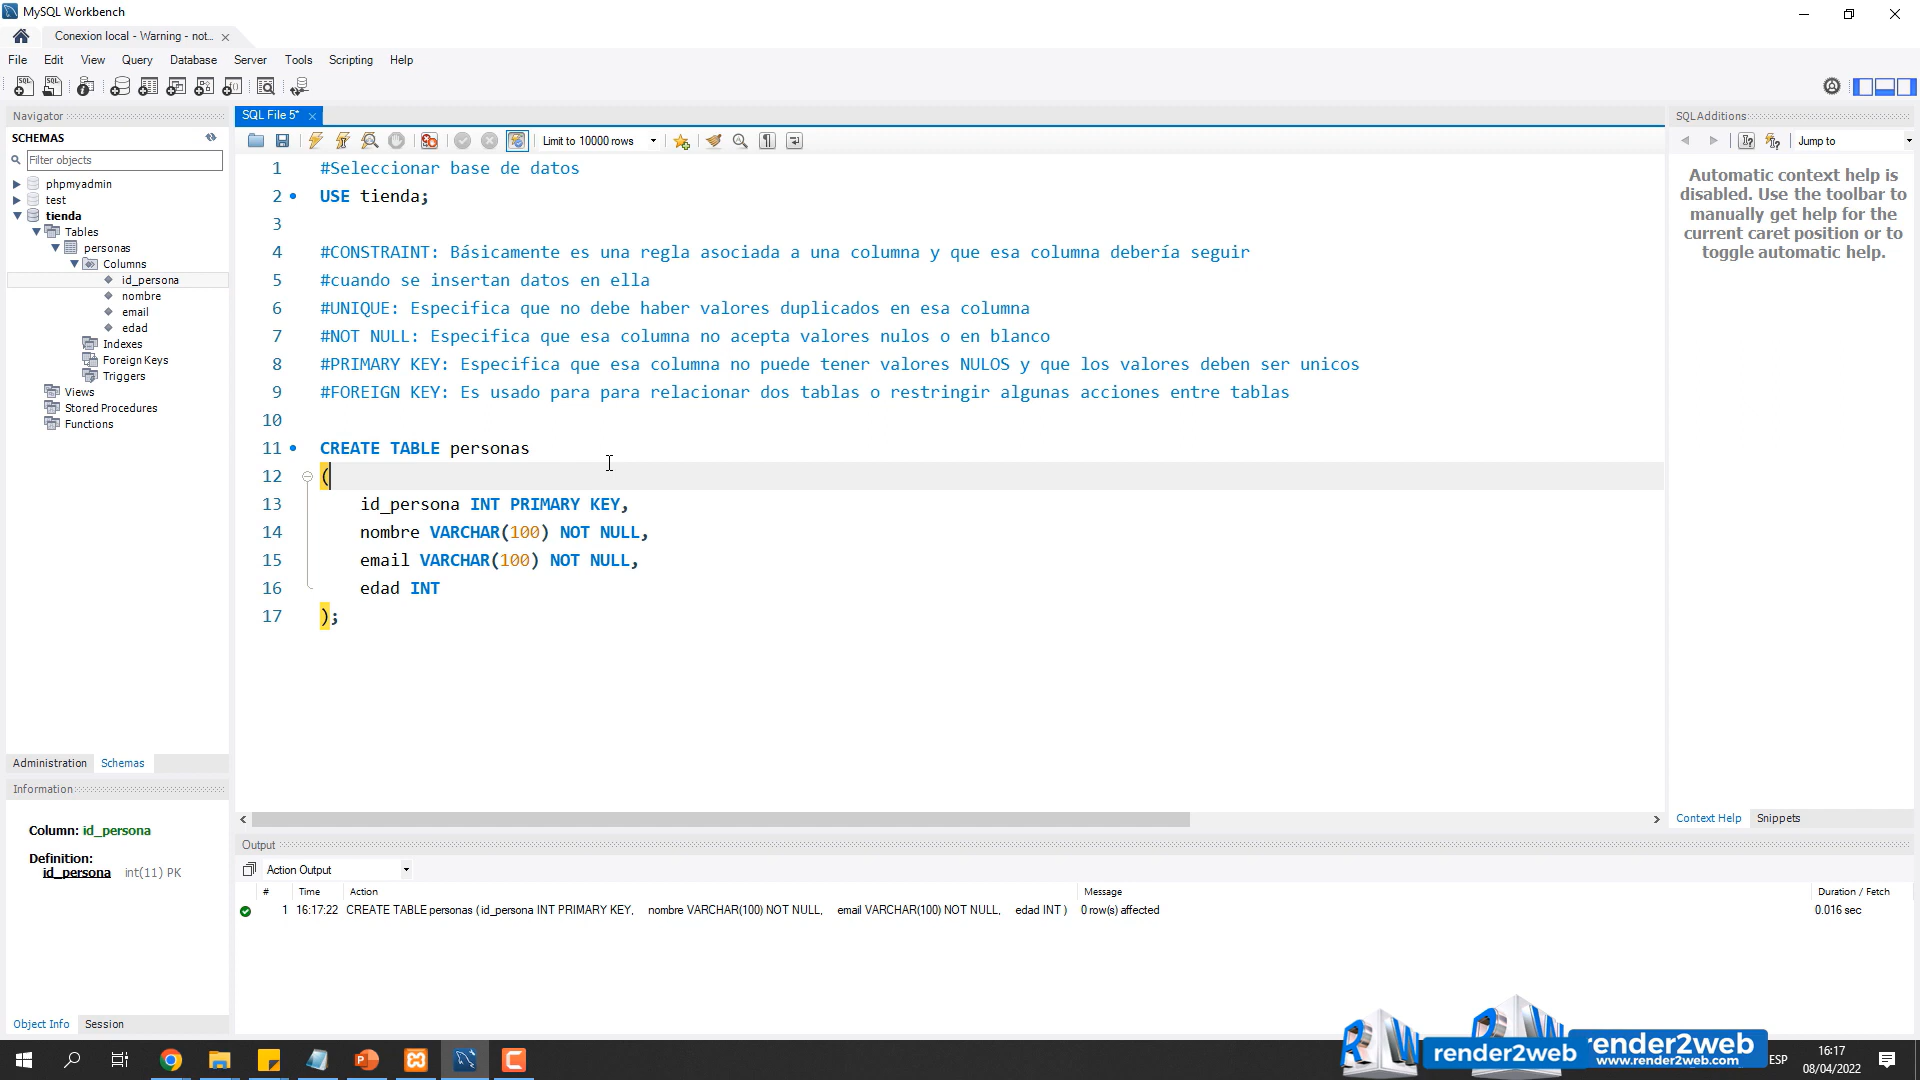 MySQL Workbench
Conexion local - Warning - not...
File Edit View Query Database Server Tools Scripting Help
Navigator
SCHEMAS
Filter objects
phpmyadmin
test
tienda
Tables
personas
Columns
id_persona
nombre
email
edad
Indexes
Foreign Keys
Triggers
Views
Stored Procedures
Functions
Administration Schemas
Information
Column: id_persona
Definition:
id_persona int(11) PK
Object Info Session
SQL File 5*
Limit to 10000 rows
1 #Seleccionar base de datos
2 USE tienda;
3
4 #CONSTRAINT: Básicamente es una regla asociada a una columna y que esa columna debería seguir
5 #cuando se insertan datos en ella
6 #UNIQUE: Especifica que no debe haber valores duplicados en esa columna
7 #NOT NULL: Especifica que esa columna no acepta valores nulos o en blanco
8 #PRIMARY KEY: Especifica que esa columna no puede tener valores NULOS y que los valores deben ser unicos
9 #FOREIGN KEY: Es usado para para relacionar dos tablas o restringir algunas acciones entre tablas
10
11 CREATE TABLE personas
12 (
13 id_persona INT PRIMARY KEY,
14 nombre VARCHAR(100) NOT NULL,
15 email VARCHAR(100) NOT NULL,
16 edad INT
17 );
SQLAdditions
Jump to
Automatic context help is
disabled. Use the toolbar to
manually get help for the
current caret position or to
toggle automatic help.
Context Help Snippets
Output
Action Output
# Time Action Message Duration / Fetch
1 16:17:22 CREATE TABLE personas ( id_persona INT PRIMARY KEY, nombre VARCHAR(100) NOT NULL, email VARCHAR(100) NOT NULL, edad INT ) 0 row(s) affected 0.016 sec
render2web
render2web
www.render2web.com
ESP
16:17
08/04/2022